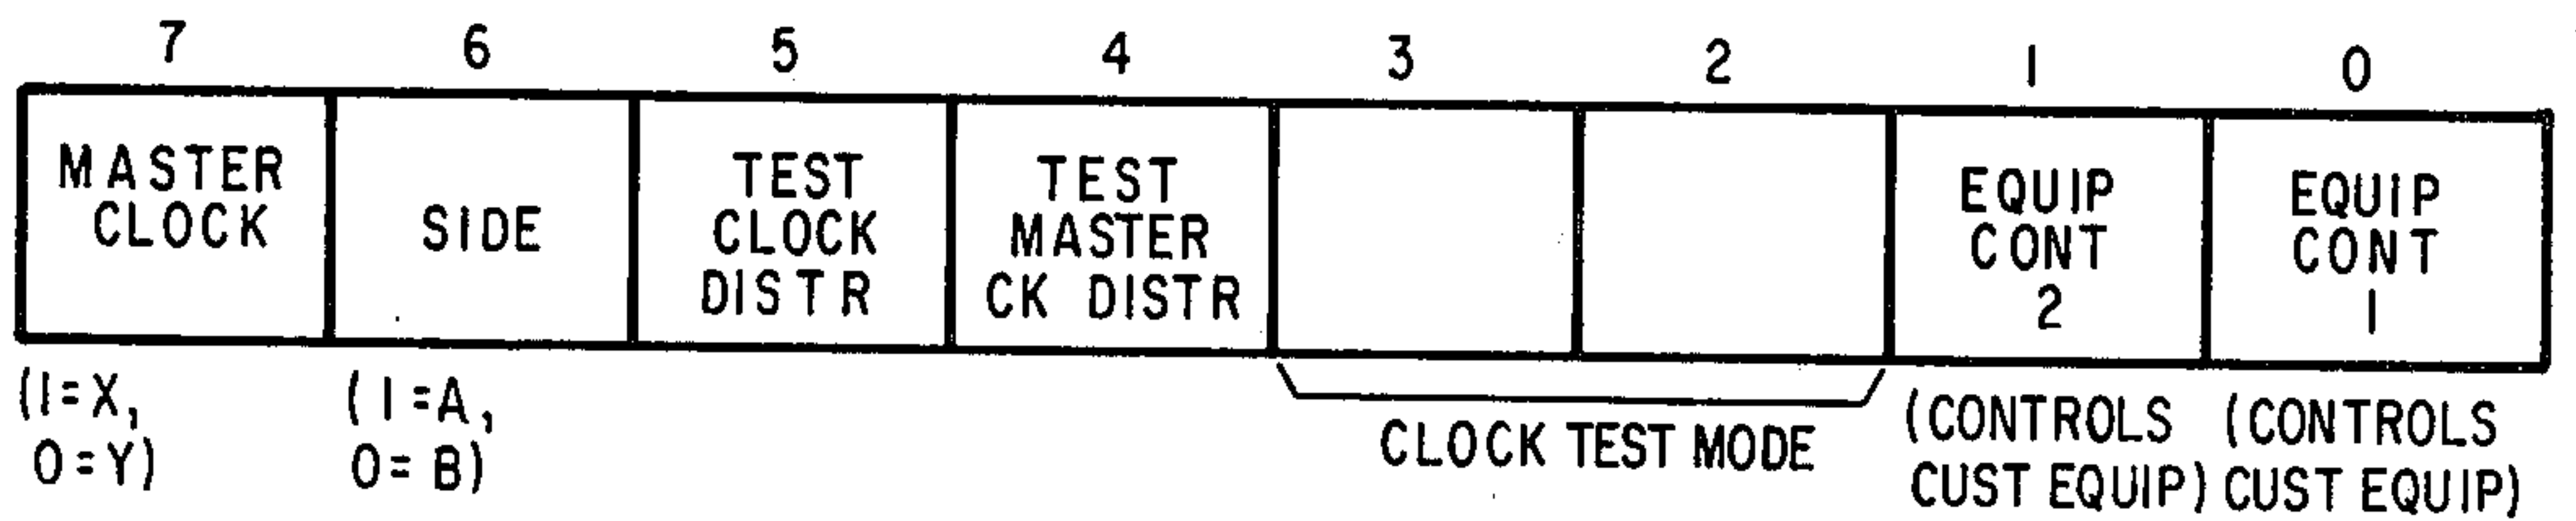 7 6 5 4 3 2 1 0
MASTER
CLOCK
SIDE
TEST
CLOCK
DISTR
TEST
MASTER
CK DISTR
EQUIP
CONT
2
EQUIP
CONT
1
(1=X,
0=Y)
(1=A,
0=B)
CLOCK TEST MODE
(CONTROLS
CUST EQUIP)
(CONTROLS
CUST EQUIP)